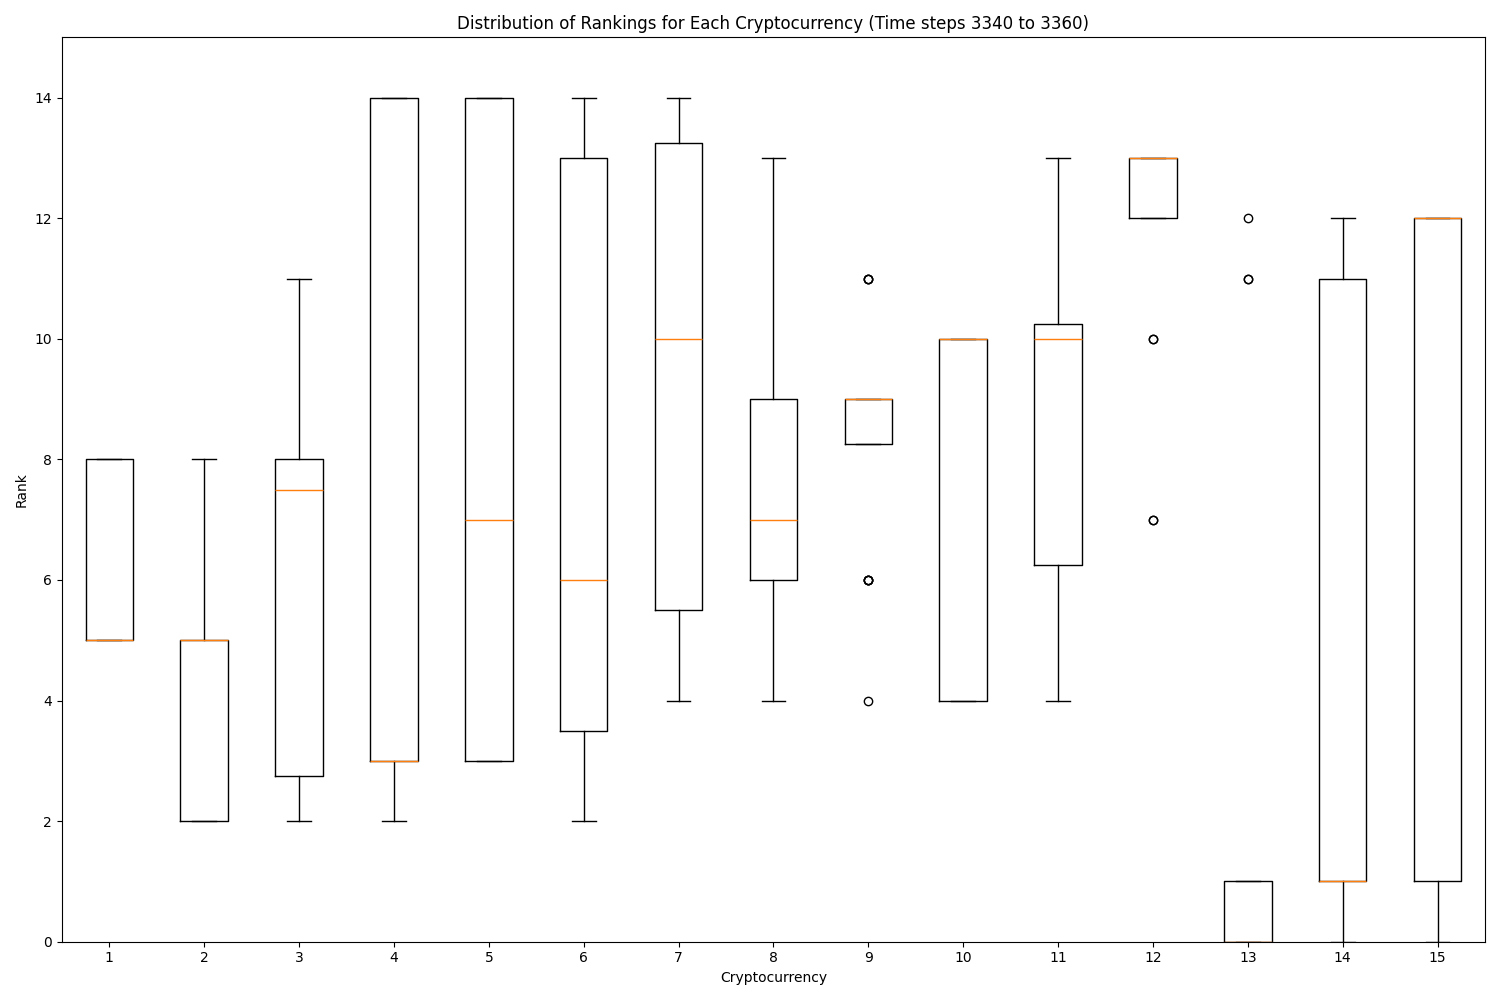 Distribution of Rankings for Each Cryptocurrency (Time steps 3340 to 3360)
14
12
10
8
6
4
2
0
Rank
1 2 3 4 5 6 7 8 9 10 11 12 13 14 15
Cryptocurrency